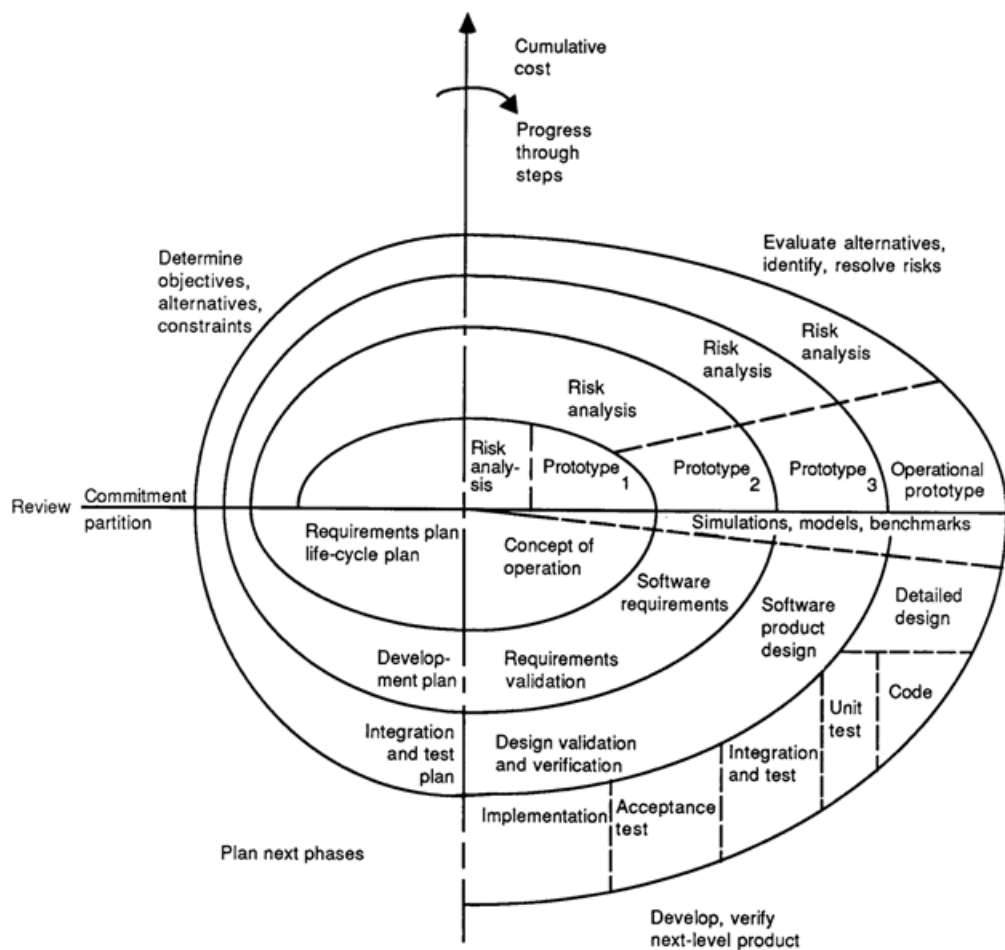 Cumulative
cost
Progress
through
steps
Determine
objectives,
alternatives,
constraints
Evaluate alternatives,
identify, resolve risks
Risk
analysis
Risk
analysis
Risk
analysis
Risk
analy-
sis
Prototype
1
Prototype
2
Prototype
3
Operational
prototype
Review
Commitment
partition
Simulations, models, benchmarks
Requirements plan
life-cycle plan
Concept of
operation
Software
requirements
Software
product
design
Detailed
design
Develop-
ment plan
Requirements
validation
Code
Unit
test
Integration
and test
plan
Design validation
and verification
Integration
and test
Implementation
Acceptance
test
Plan next phases
Develop, verify
next-level product